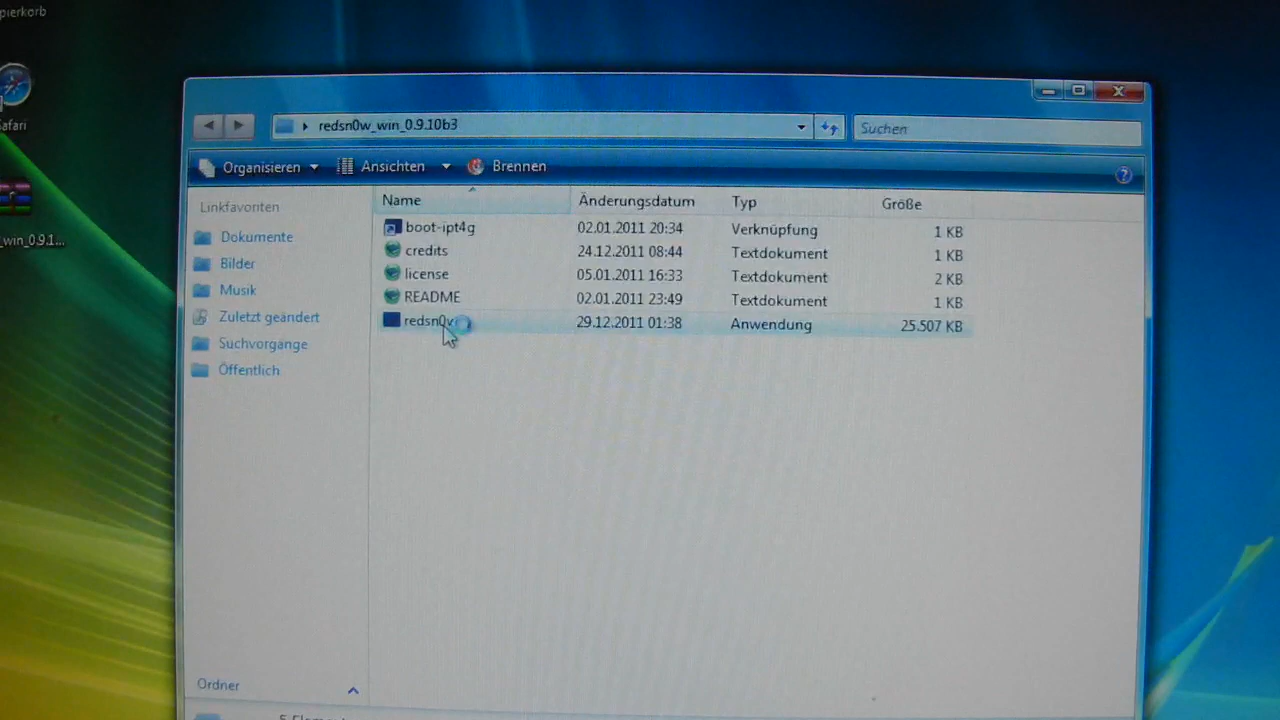 pierkorb
afari
_win_0.9.1...
redsn0w_win_0.9.10b3
Suchen
Organisieren Ansichten Brennen
Linkfavoriten
Dokumente
Bilder
Musik
Zuletzt geändert
Suchvorgänge
Öffentlich
Ordner
Name Änderungsdatum Typ Größe
boot-ipt4g 02.01.2011 20:34 Verknüpfung 1 KB
credits 24.12.2011 08:44 Textdokument 1 KB
license 05.01.2011 16:33 Textdokument 2 KB
README 02.01.2011 23:49 Textdokument 1 KB
redsn0w 29.12.2011 01:38 Anwendung 25.507 KB